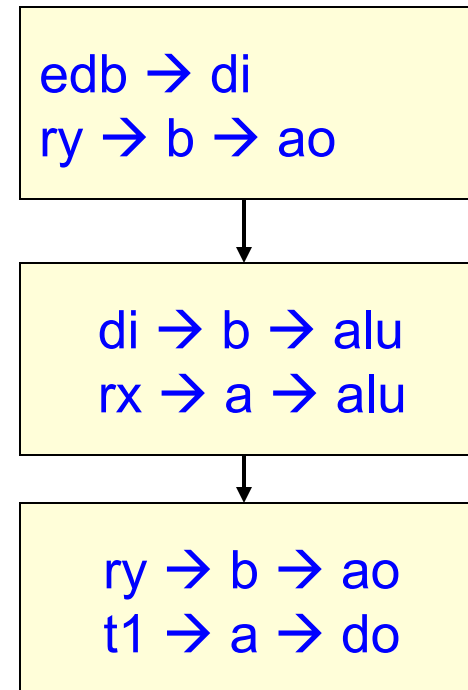 edb → di
ry → b → ao
di → b → alu
rx → a → alu
ry → b → ao
t1 → a → do